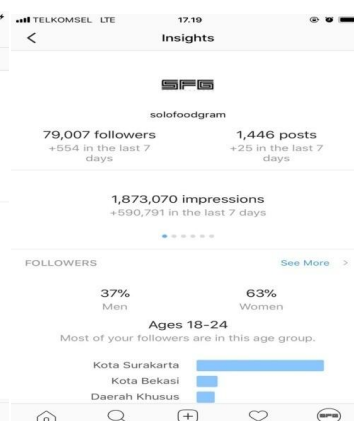 TELKOMSEL LTE 17.19
Insights
SFG
solofoodgram
79,007 followers 1,446 posts
+554 in the last 7 +25 in the last 7
days days
1,873,070 impressions
+590,791 in the last 7 days
FOLLOWERS See More >
37% 63%
Men Women
Ages 18-24
Most of your followers are in this age group.
Kota Surakarta
Kota Bekasi
Daerah Khusus
SFG